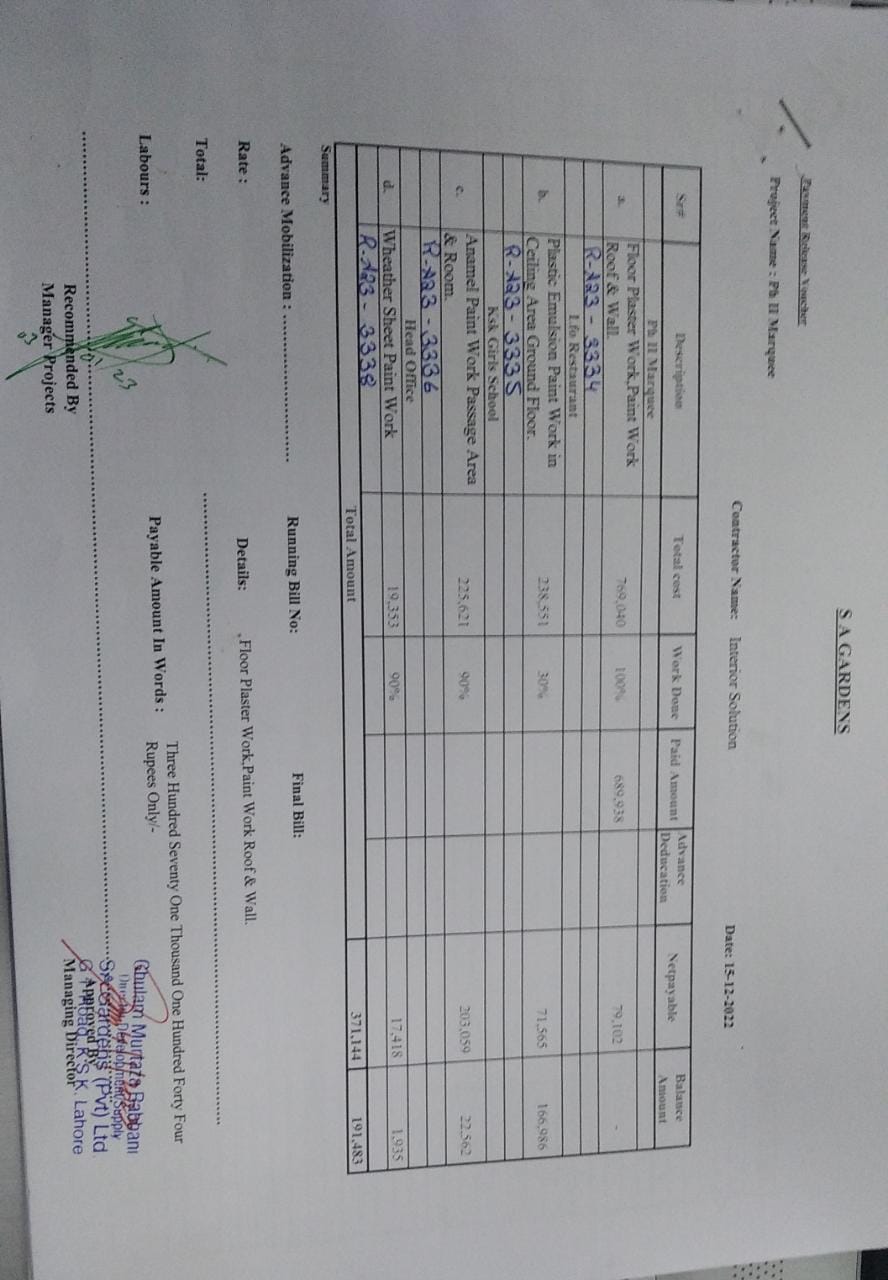 S A GARDENS
Payment Release Voucher
Project Name : Ph II Marquee
Contractor Name: Interior Solution
Date: 15-12-2022
Sr# Description Total cost Work Done Paid Amount Advance Deducation Netpayable Balance Amount
Ph II Marquee
a. Floor Plaster Work,Paint Work Roof & Wall. 769,040 100% 689,938 79,102 -
R-A23 - 3334
Lfo Restaurant
b. Plastic Emulsion Paint Work in Ceiling Area Ground Floor. 238,551 30% 71,565 166,986
R-A23 - 3335
Ksk Girls School
c. Anamel Paint Work Passage Area & Room. 225,621 90% 203,059 22,562
R-A23 - 3336
Head Office
d. Wheather Sheet Paint Work 19,353 90% 17,418 1,935
R-A23 - 3338
Total Amount 371,144 191,483
Summary
Advance Mobilization : ............................ Running Bill No: Final Bill:
Rate : Details: ,Floor Plaster Work,Paint Work Roof & Wall.
Total:
Labours : Payable Amount In Words : Three Hundred Seventy One Thousand One Hundred Forty Four
Rupees Only/-
Ghulam Murtaza Rabbani
Development/Supply
(Pvt) Ltd
Recommended By Approved By
Manager Projects Managing Director
K.S.K. Lahore